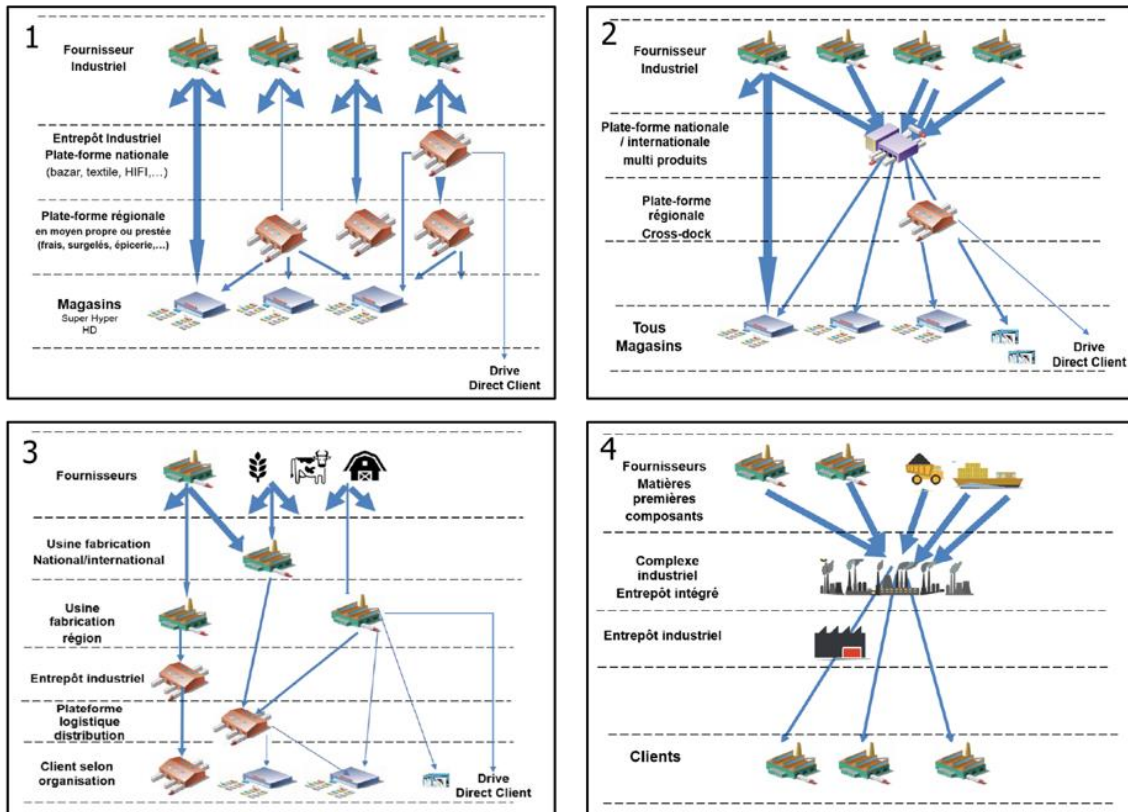 1
Fournisseur
Industriel
Entrepôt Industriel
Plate-forme nationale
(bazar, textile, HIFI,...)
Plate-forme régionale
en moyen propre ou prestée
(frais, surgelés, épicerie,...)
Magasins
Super Hyper
HD
Drive
Direct Client
2
Fournisseur
Industriel
Plate-forme nationale
/ internationale
multi produits
Plate-forme
régionale
Cross-dock
Tous
Magasins
Drive
Direct Client
3
Fournisseurs
Usine fabrication
National/international
Usine
fabrication
région
Entrepôt industriel
Plateforme
logistique
distribution
Client selon
organisation
Drive
Direct Client
4
Fournisseurs
Matières
premières
composants
Complexe
industriel
Entrepôt intégré
Entrepôt industriel
Clients